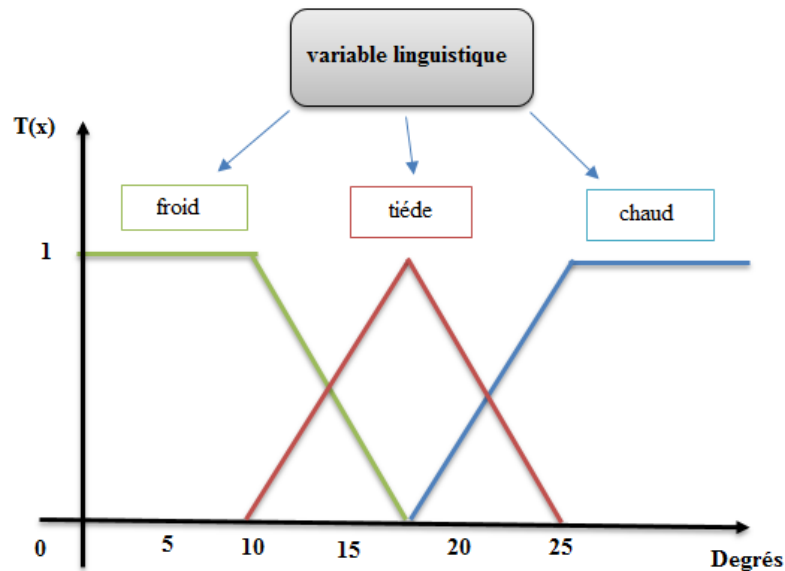 variable linguistique
T(x)
froid
tiéde
chaud
1
0
5
10
15
20
25
Degrés